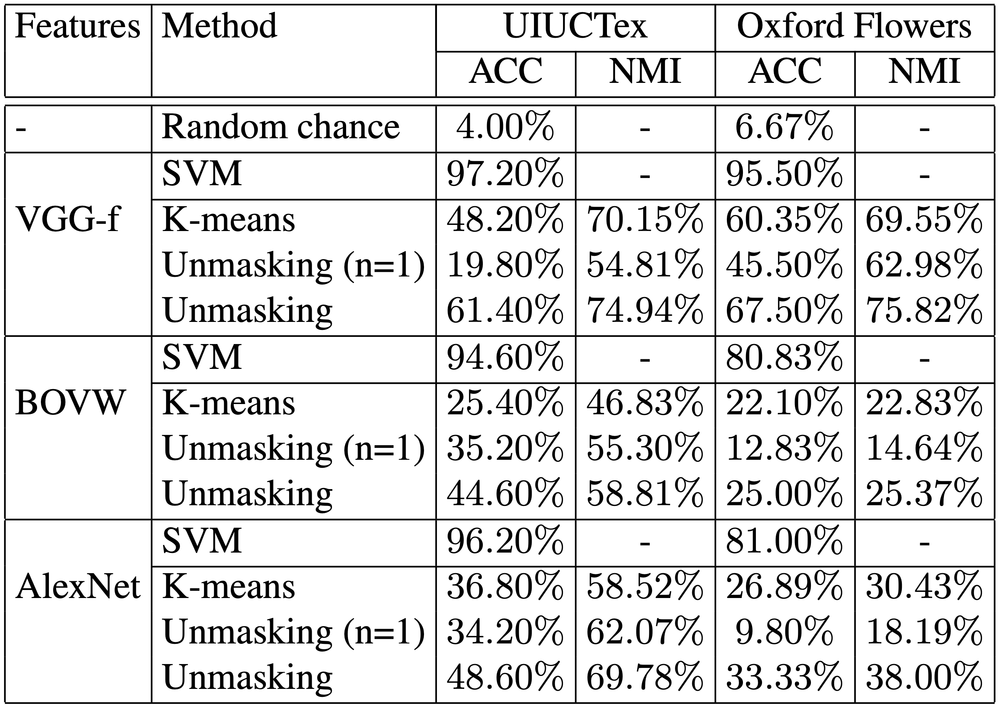 Features Method UIUCTex Oxford Flowers
ACC NMI ACC NMI
- Random chance 4.00% - 6.67% -
SVM 97.20% - 95.50% -
VGG-f K-means 48.20% 70.15% 60.35% 69.55%
Unmasking (n=1) 19.80% 54.81% 45.50% 62.98%
Unmasking 61.40% 74.94% 67.50% 75.82%
SVM 94.60% - 80.83% -
BOVW K-means 25.40% 46.83% 22.10% 22.83%
Unmasking (n=1) 35.20% 55.30% 12.83% 14.64%
Unmasking 44.60% 58.81% 25.00% 25.37%
SVM 96.20% - 81.00% -
AlexNet K-means 36.80% 58.52% 26.89% 30.43%
Unmasking (n=1) 34.20% 62.07% 9.80% 18.19%
Unmasking 48.60% 69.78% 33.33% 38.00%